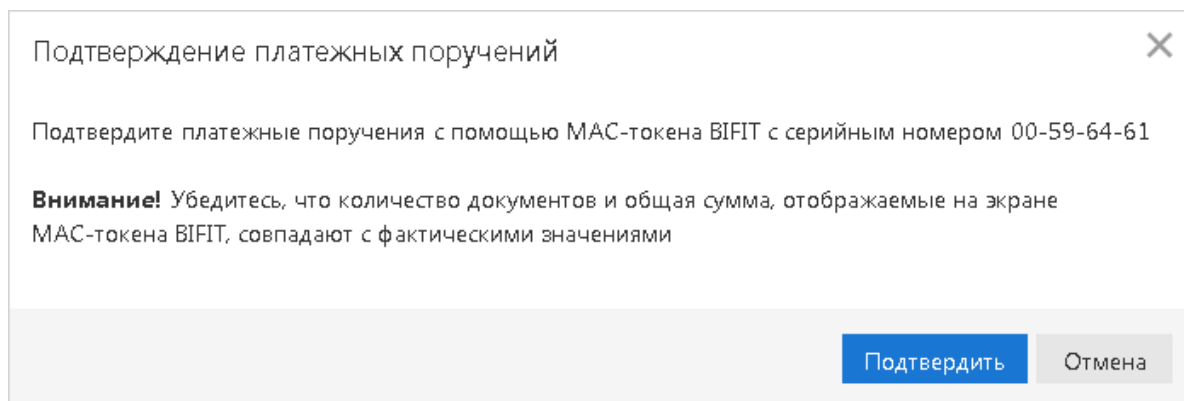 Подтверждение платежных поручений
Подтвердите платежные поручения с помощью МАС-токена BIFIT с серийным номером 00-59-64-61
Внимание! Убедитесь, что количество документов и общая сумма, отображаемые на экране
МАС-токена BIFIT, совпадают с фактическими значениями
Подтвердить Отмена